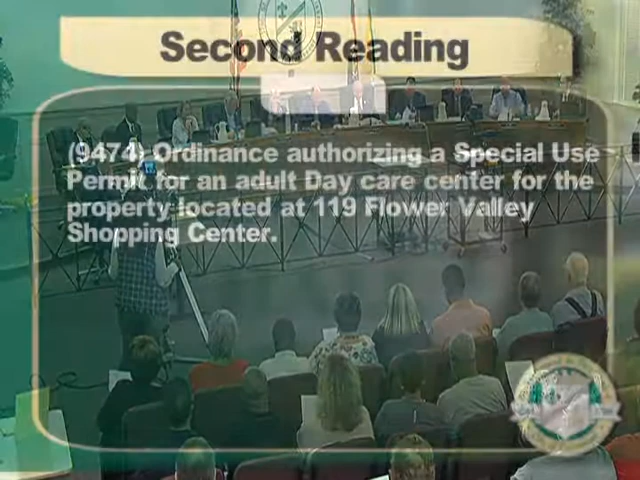 Second Reading
(9474) Ordinance authorizing a Special Use
Permit for an adult Day care center for the
property located at 119 Flower Valley
Shopping Center.